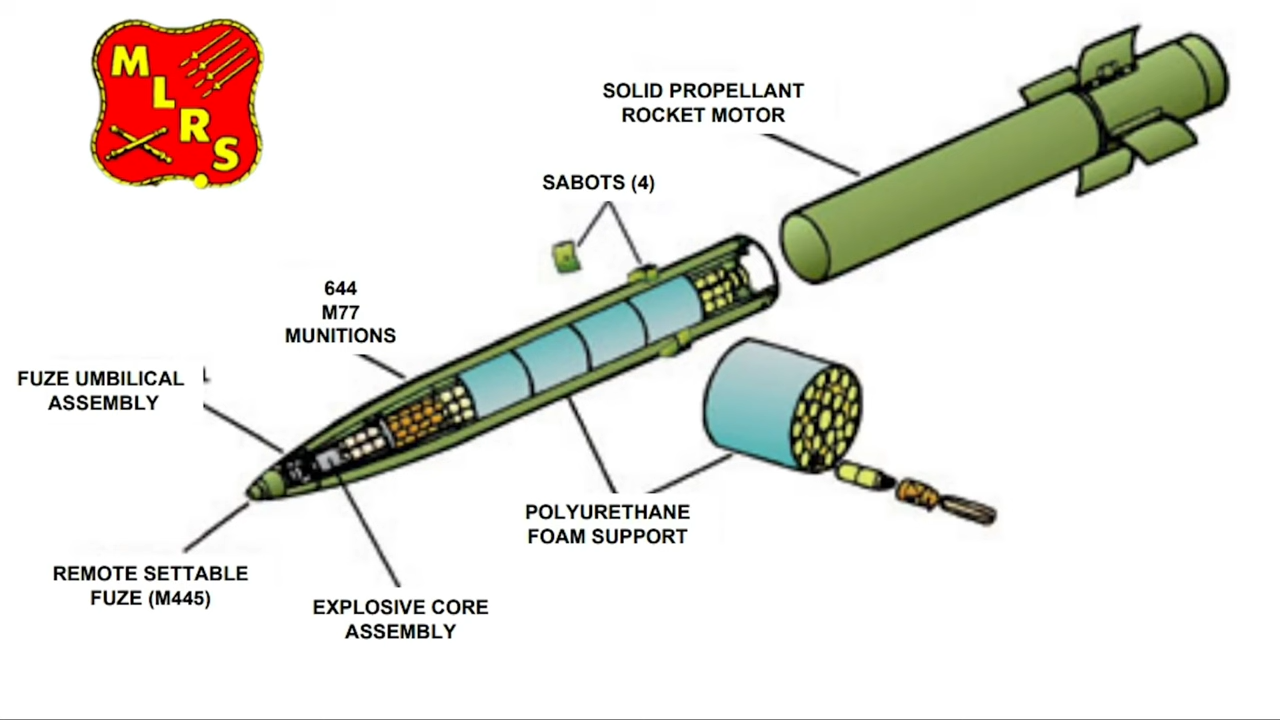 M
L
R
S
SOLID PROPELLANT
ROCKET MOTOR
SABOTS (4)
644
M77
MUNITIONS
FUZE UMBILICAL
ASSEMBLY
POLYURETHANE
FOAM SUPPORT
REMOTE SETTABLE
FUZE (M445)
EXPLOSIVE CORE
ASSEMBLY